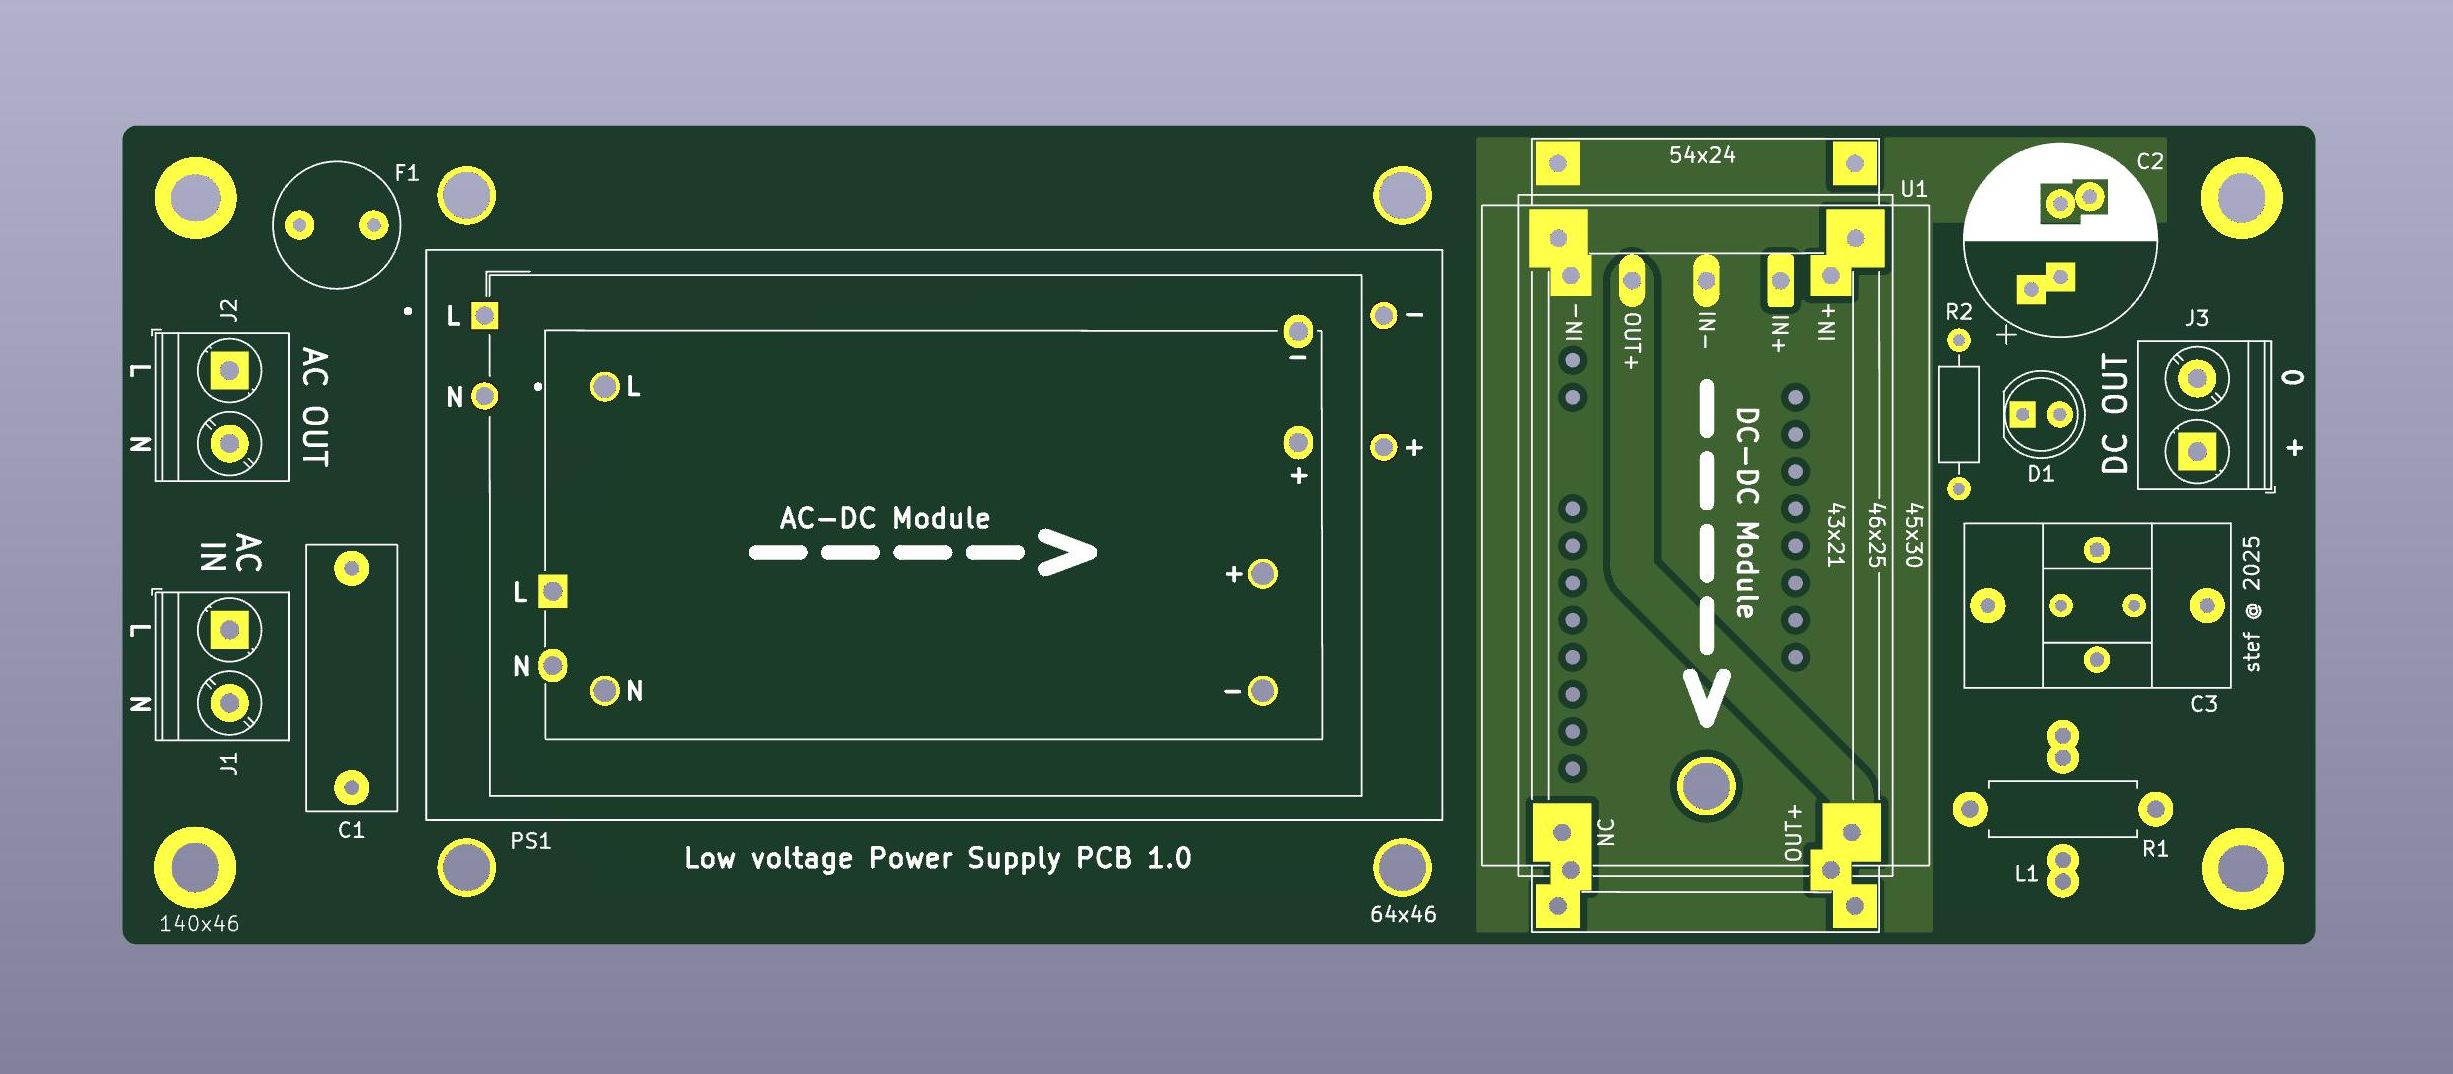 F1
J2
L
N
AC OUT
AC
IN
L
N
J1
C1
140x46
L
N
L
N
L
N
-
+
-
+
+
-
AC-DC Module
PS1
Low voltage Power Supply PCB 1.0
64x46
54x24
U1
-NI
OUT+
IN-
IN+
+NI
DC-DC Module
43x21
46x25
45x30
NC
OUT+
C2
+
R2
D1
J3
DC OUT
0
+
stef @ 2025
C3
R1
L1